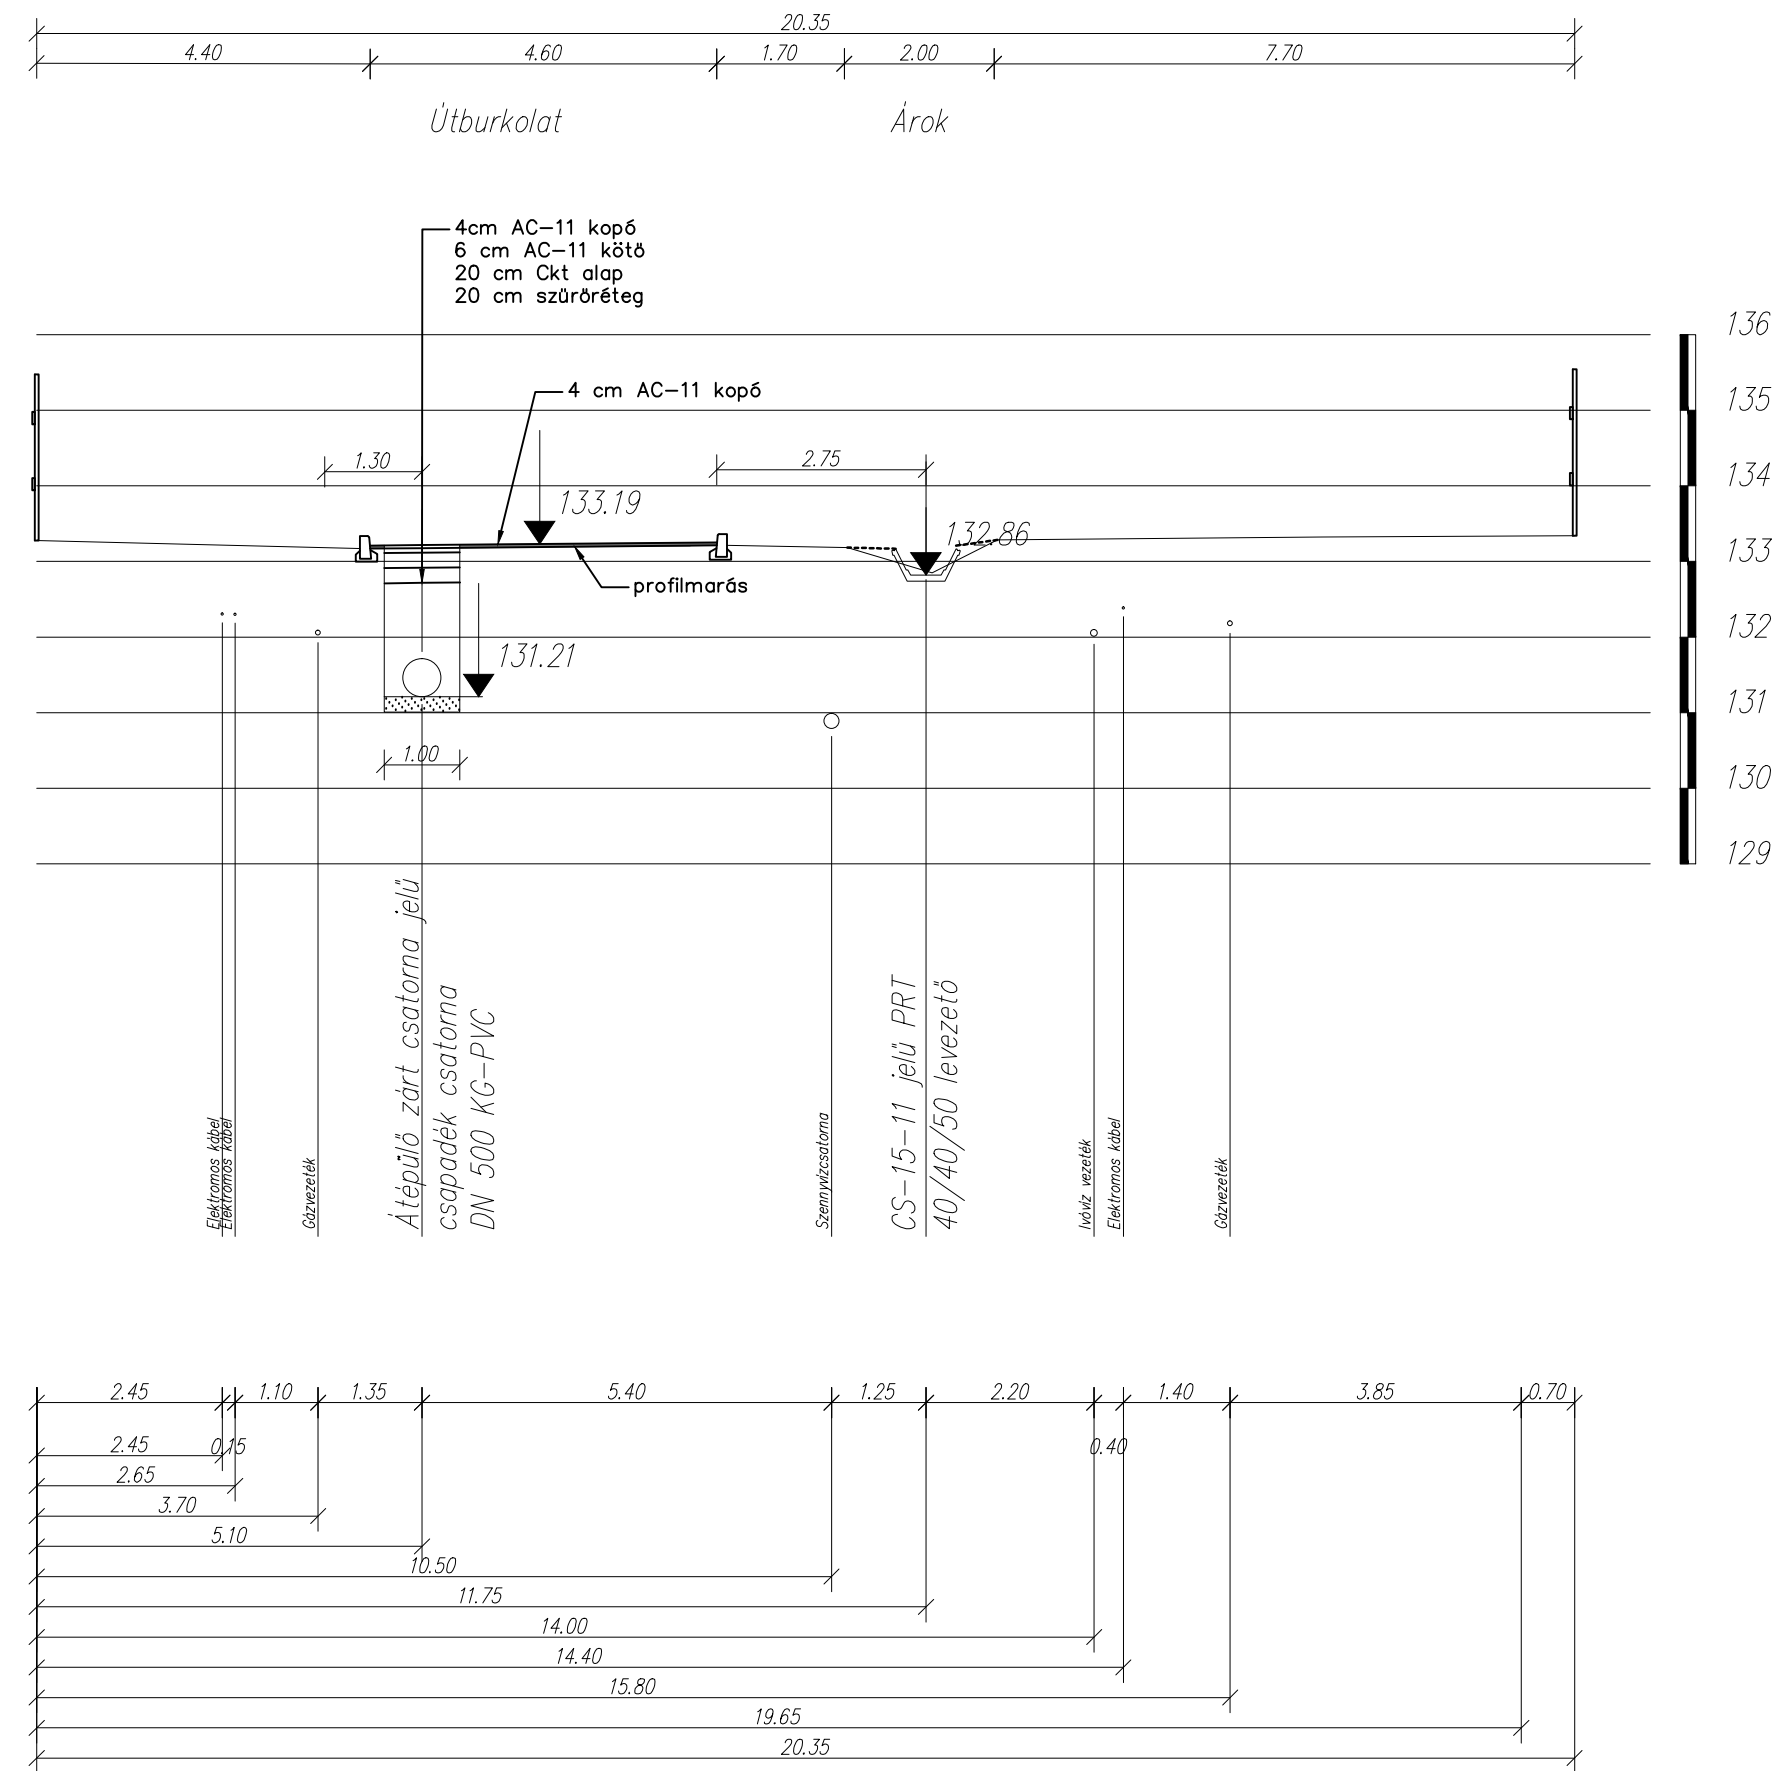 20.35
4.40
4.60
1.70
2.00
7.70
Útburkolat
Árok
4cm AC-11 kopó
6 cm AC-11 kötő
20 cm Ckt alap
20 cm szűrőréteg
136
4 cm AC-11 kopó
135
1.30
2.75
134
133.19
132.86
133
profilmarás
132
131.21
131
1.00
130
129
Elektromos kábel
Elektromos kábel
Gázvezeték
Átépülő zárt csatorna jelű
csapadék csatorna
DN 500 KG-PVC
Szennyvízcsatorna
CS-15-11 jelű PRT
40/40/50 levezető
Ivóvíz vezeték
Elektromos kábel
Gázvezeték
2.45
1.10
1.35
5.40
1.25
2.20
1.40
3.85
0.70
2.45
0.15
0.40
2.65
3.70
5.10
10.50
11.75
14.00
14.40
15.80
19.65
20.35